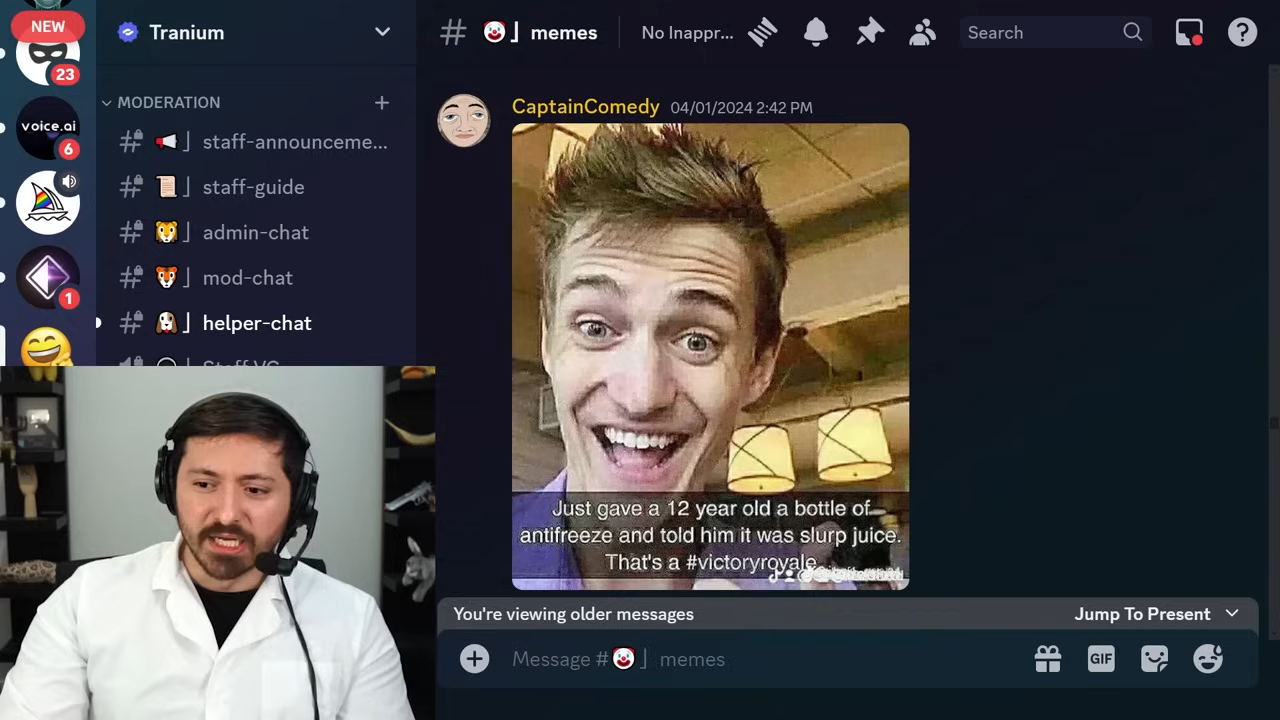 NEW
23
voice.ai
6
1
Tranium
MODERATION
staff-announceme...
staff-guide
admin-chat
mod-chat
helper-chat
memes
No Inappr...
Search
CaptainComedy 04/01/2024 2:42 PM
Just gave a 12 year old a bottle of
antifreeze and told him it was slurp juice.
That's a #victoryroyale
You're viewing older messages
Jump To Present
Message # memes
GIF